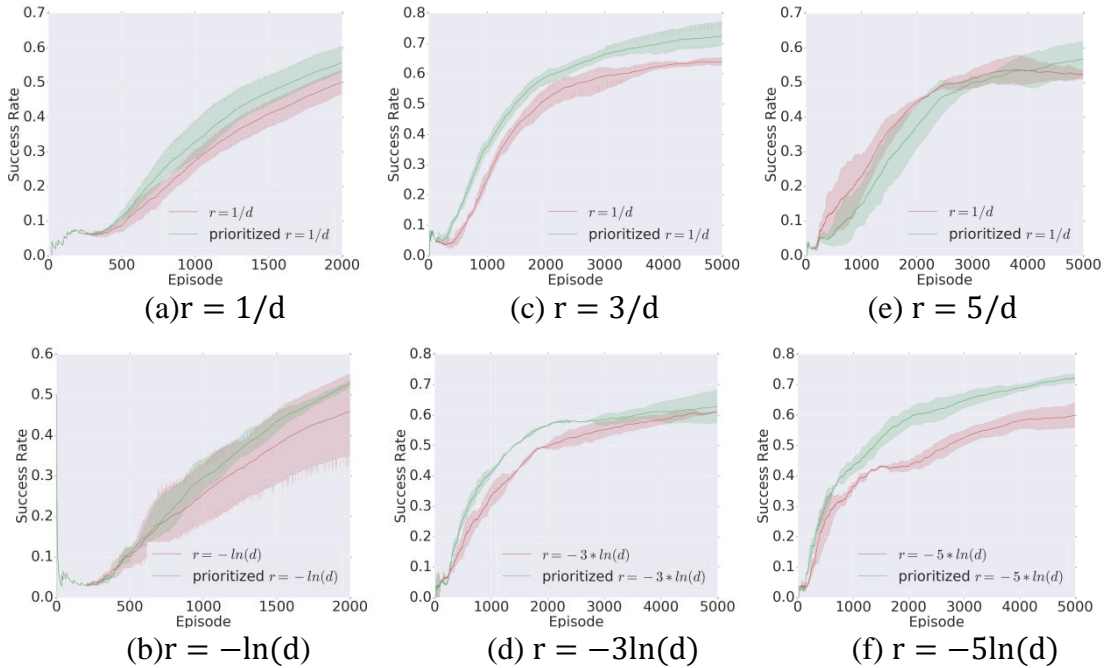 0.7
0.6
0.5
0.4
0.3
0.2
0.1
0.0
Success Rate
r = 1/d
prioritized r = 1/d
0 500 1000 1500 2000
Episode
(a)r = 1/d
0.8
0.7
0.6
0.5
0.4
0.3
0.2
0.1
0.0
Success Rate
r = 1/d
prioritized r = 1/d
0 1000 2000 3000 4000 5000
Episode
(c) r = 3/d
0.8
0.7
0.6
0.5
0.4
0.3
0.2
0.1
0.0
Success Rate
r = 1/d
prioritized r = 1/d
0 1000 2000 3000 4000 5000
Episode
(e) r = 5/d
0.6
0.5
0.4
0.3
0.2
0.1
0.0
Success Rate
r = −ln(d)
prioritized r = −ln(d)
0 500 1000 1500 2000
Episode
(b)r = −ln(d)
0.8
0.7
0.6
0.5
0.4
0.3
0.2
0.1
0.0
Success Rate
r = −3 * ln(d)
prioritized r = −3 * ln(d)
0 1000 2000 3000 4000 5000
Episode
(d) r = −3ln(d)
0.8
0.7
0.6
0.5
0.4
0.3
0.2
0.1
0.0
Success Rate
r = −5 * ln(d)
prioritized r = −5 * ln(d)
0 1000 2000 3000 4000 5000
Episode
(f) r = −5ln(d)